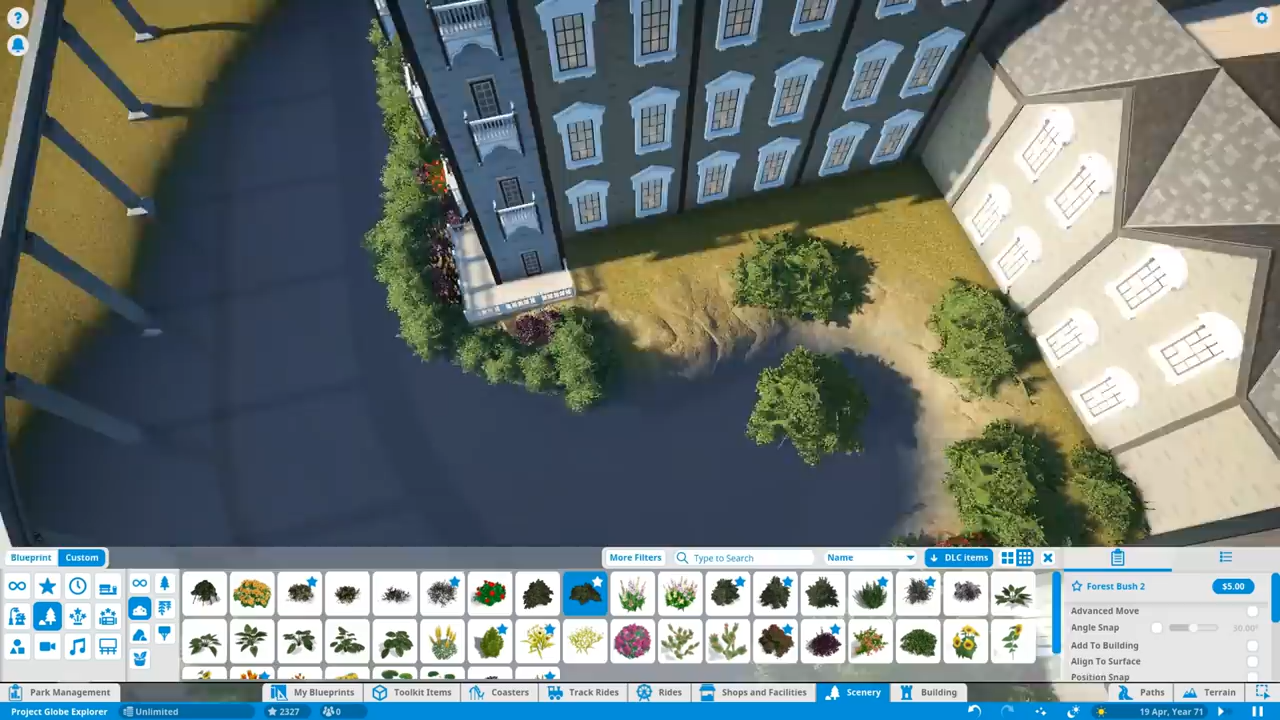 ?
Blueprint Custom More Filters Type to Search Name DLC items
Forest Bush 2 $5.00
Advanced Move
Angle Snap
Add To Building
Align To Surface
Position Snap
Park Management My Blueprints Toolkit Items Coasters Track Rides Rides Shops and Facilities Scenery Building Paths Terrain
Project Globe Explorer Unlimited 2327 0 19 Apr, Year 71